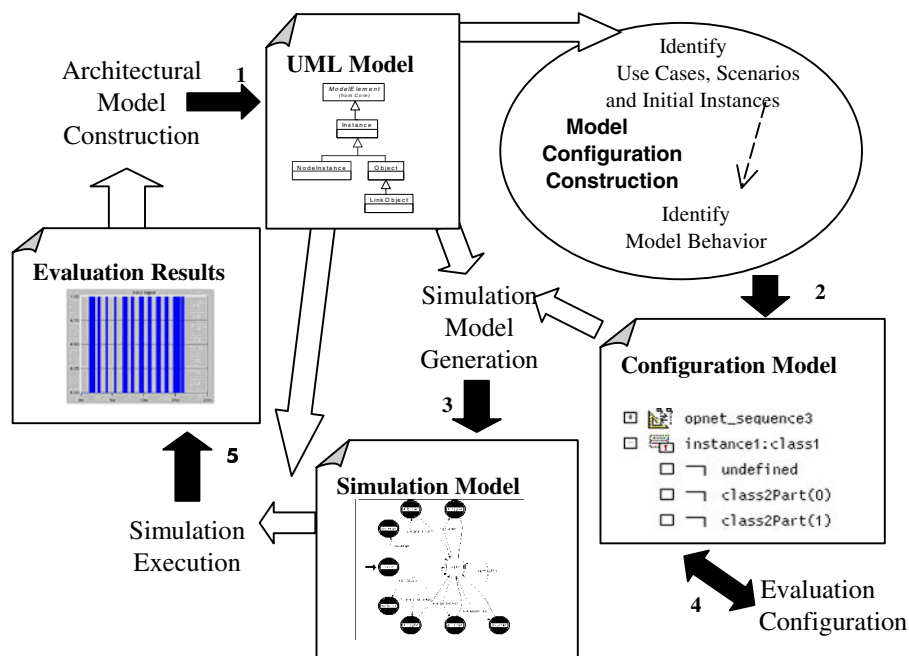 Architectural
Model
Construction
1
UML Model
ModelElement
(from Core)
Instance
NodeInstance
Object
LinkObject
Identify
Use Cases, Scenarios
and Initial Instances
Model
Configuration
Construction
Identify
Model Behavior
2
Evaluation Results
Simulation
Model
Generation
3
Configuration Model
opnet_sequence3
instance1:class1
undefined
class2Part(0)
class2Part(1)
5
Simulation
Execution
Simulation Model
4
Evaluation
Configuration